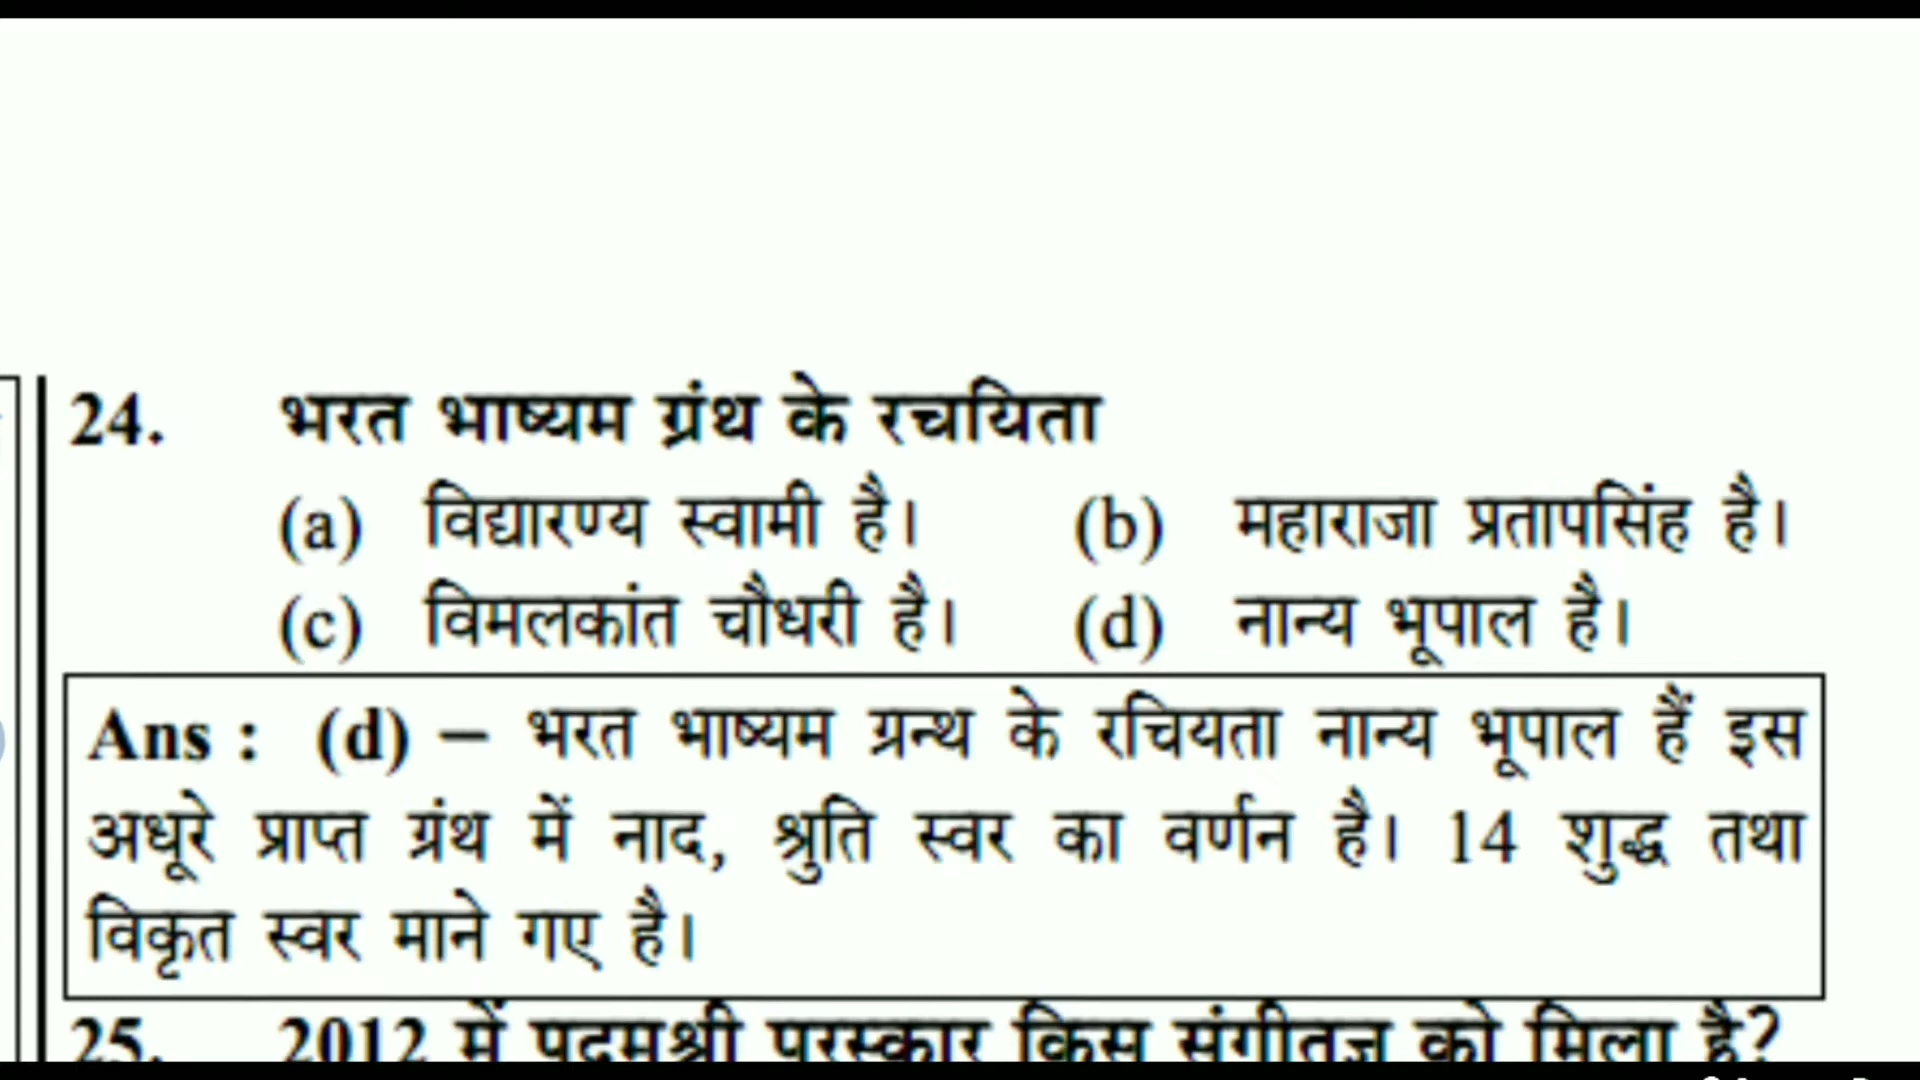 24. भरत भाष्यम ग्रंथ के रचयिता
(a) विद्यारण्य स्वामी है। (b) महाराजा प्रतापसिंह है।
(c) विमलकांत चौधरी है। (d) नान्य भूपाल है।
Ans : (d) – भरत भाष्यम ग्रन्थ के रचियता नान्य भूपाल हैं इस
अधूरे प्राप्त ग्रंथ में नाद, श्रुति स्वर का वर्णन है। 14 शुद्ध तथा
विकृत स्वर माने गए है।
25. 2012 में पदमश्री पुरस्कार किस संगीतज्ञ को मिला है?